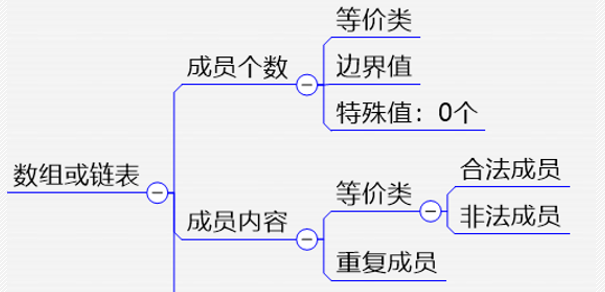 等价类
成员个数
边界值
特殊值：0个
数组或链表
合法成员
等价类
成员内容
非法成员
重复成员